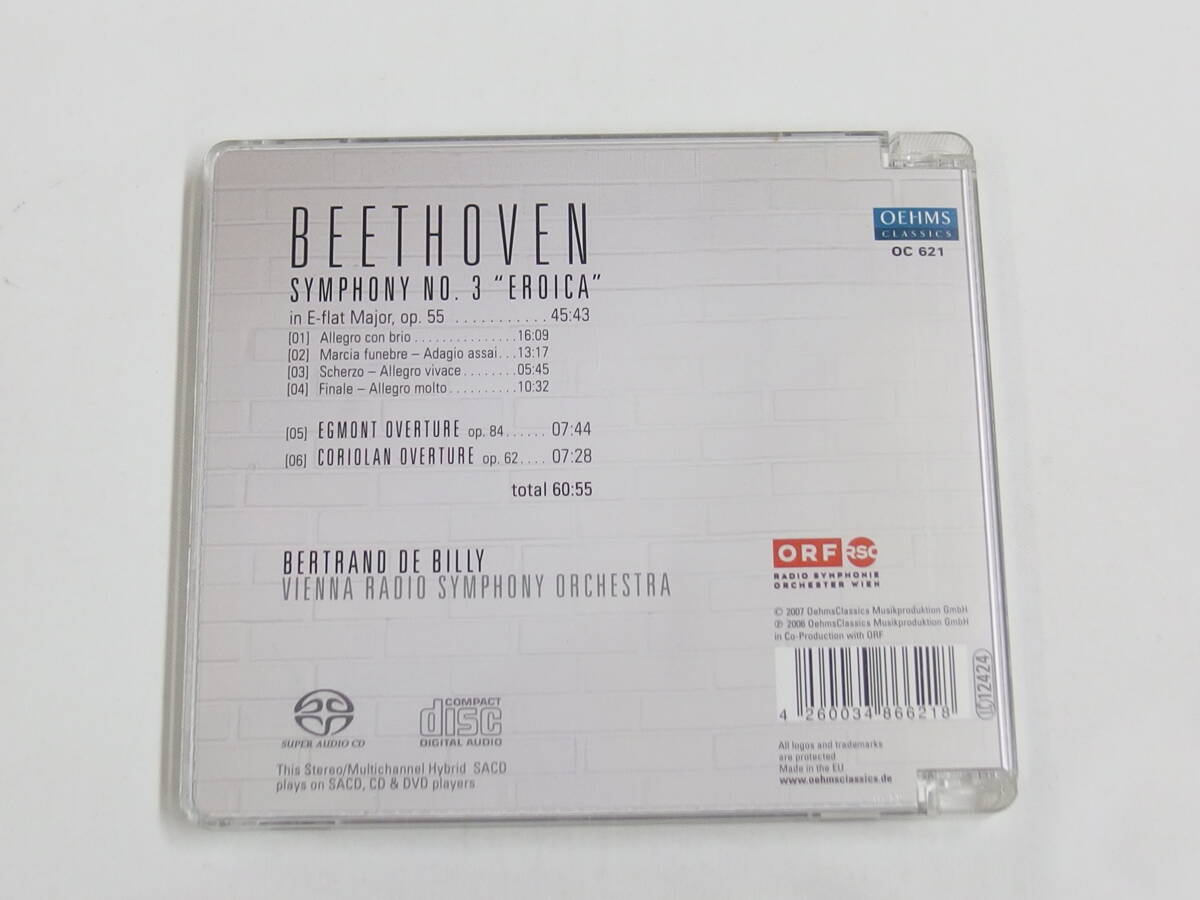 BEETHOVEN
SYMPHONY NO. 3 "EROICA"
in E-flat Major, op. 55 ........... 45:43
[01] Allegro con brio ............... 16:09
[02] Marcia funebre – Adagio assai... 13:17
[03] Scherzo – Allegro vivace........ 05:45
[04] Finale – Allegro molto.......... 10:32
[05] EGMONT OVERTURE op. 84...... 07:44
[06] CORIOLAN OVERTURE op. 62.... 07:28
total 60:55
BERTRAND DE BILLY
VIENNA RADIO SYMPHONY ORCHESTRA
SUPER AUDIO CD
COMPACT
disc
DIGITAL AUDIO
This Stereo/Multichannel Hybrid SACD
plays on SACD, CD & DVD players
OEHMS
CLASSICS
OC 621
ORF RSO
RADIO SYMPHONIE
ORCHESTER WIEN
© 2007 OehmsClassics Musikproduktion GmbH
℗ 2006 OehmsClassics Musikproduktion GmbH
in Co-Production with ORF
4 260034 866218
LC 12424
All logos and trademarks
are protected
Made in the EU
www.oehmsclassics.de